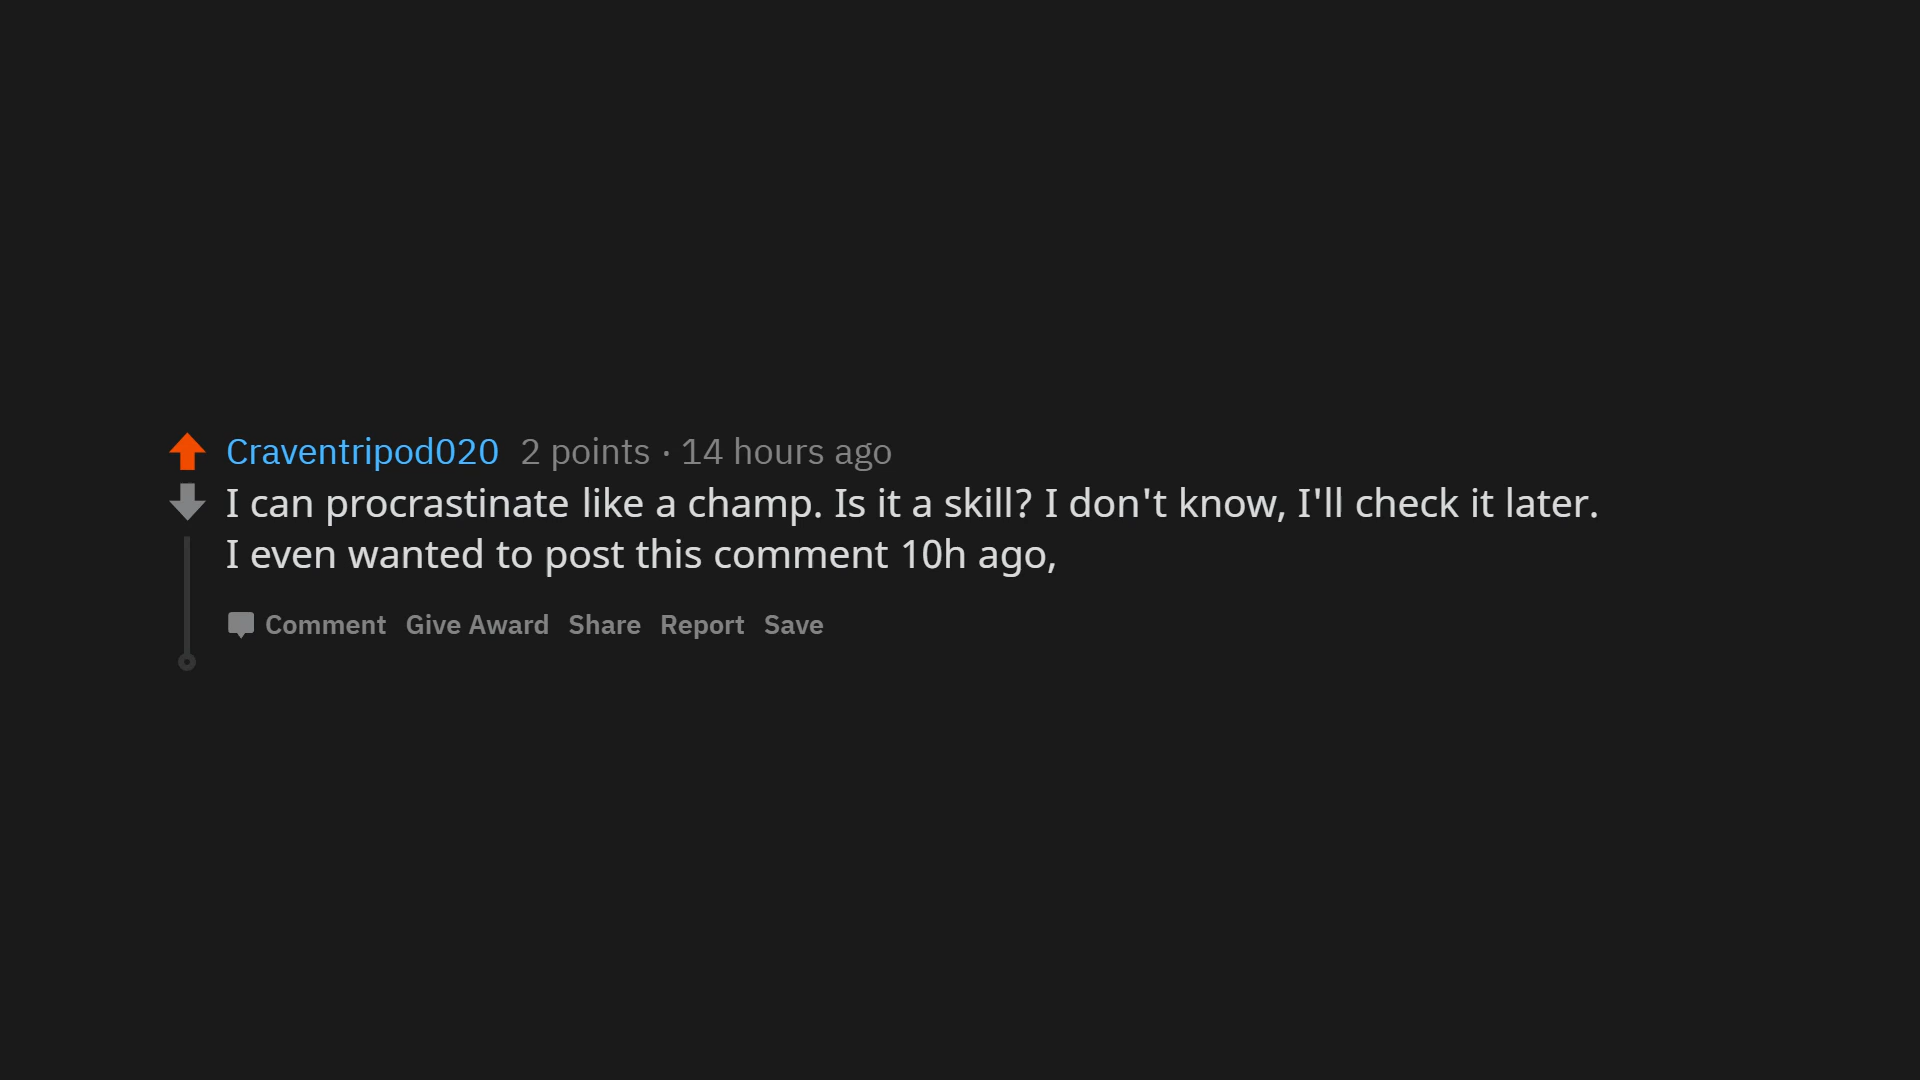 Craventripod020 2 points · 14 hours ago
I can procrastinate like a champ. Is it a skill? I don't know, I'll check it later.
I even wanted to post this comment 10h ago,
Comment Give Award Share Report Save